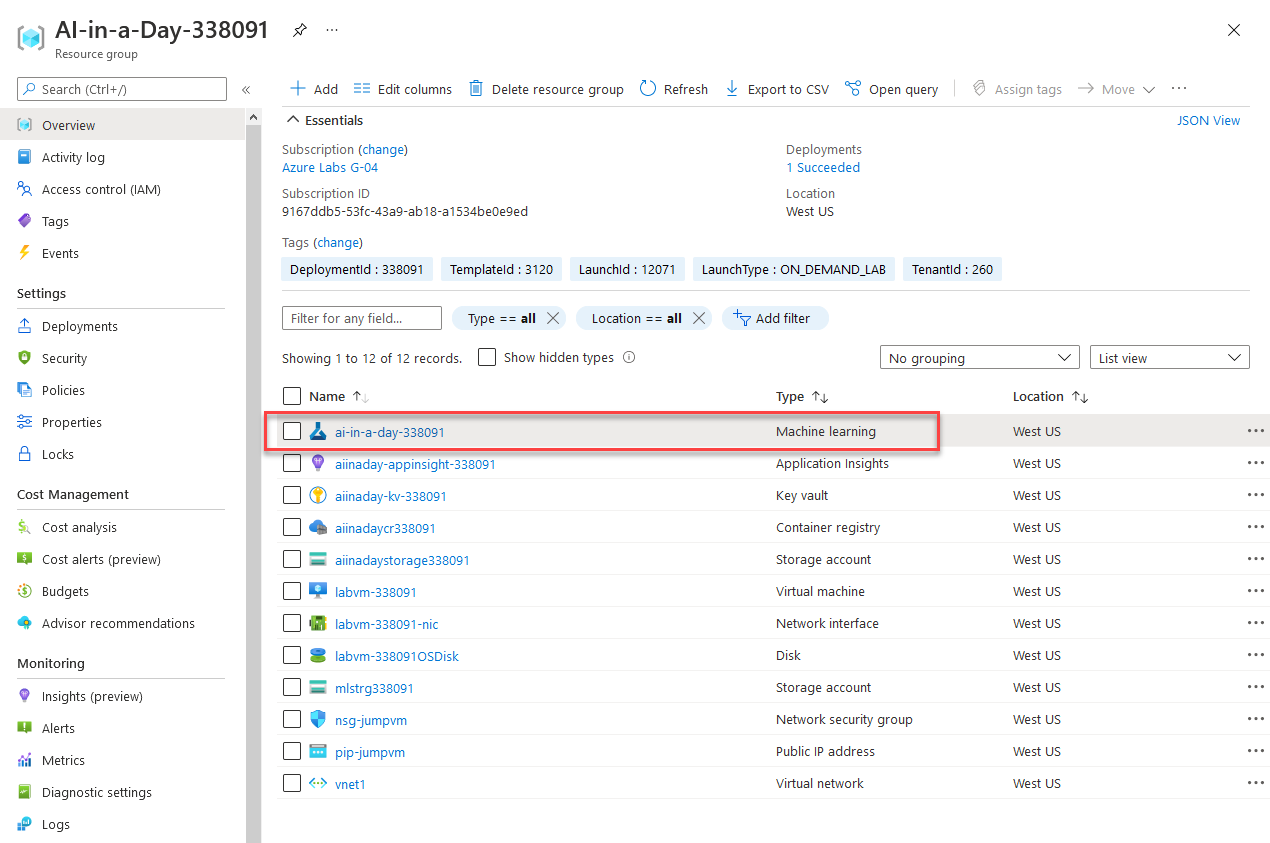 AI-in-a-Day-338091
Resource group
Search (Ctrl+/)
«
Overview
Activity log
Access control (IAM)
Tags
Events
Settings
Deployments
Security
Policies
Properties
Locks
Cost Management
Cost analysis
Cost alerts (preview)
Budgets
Advisor recommendations
Monitoring
Insights (preview)
Alerts
Metrics
Diagnostic settings
Logs
Add Edit columns Delete resource group Refresh Export to CSV Open query Assign tags Move
Essentials JSON View
Subscription (change) Deployments
Azure Labs G-04 1 Succeeded
Subscription ID Location
9167ddb5-53fc-43a9-ab18-a1534be0e9ed West US
Tags (change)
DeploymentId : 338091 TemplateId : 3120 LaunchId : 12071 LaunchType : ON_DEMAND_LAB TenantId : 260
Filter for any field... Type == all Location == all Add filter
Showing 1 to 12 of 12 records. Show hidden types No grouping List view
Name Type Location
ai-in-a-day-338091 Machine learning West US
aiinaday-appinsight-338091 Application Insights West US
aiinaday-kv-338091 Key vault West US
aiinadaycr338091 Container registry West US
aiinadaystorage338091 Storage account West US
labvm-338091 Virtual machine West US
labvm-338091-nic Network interface West US
labvm-338091OSDisk Disk West US
mlstrg338091 Storage account West US
nsg-jumpvm Network security group West US
pip-jumpvm Public IP address West US
vnet1 Virtual network West US